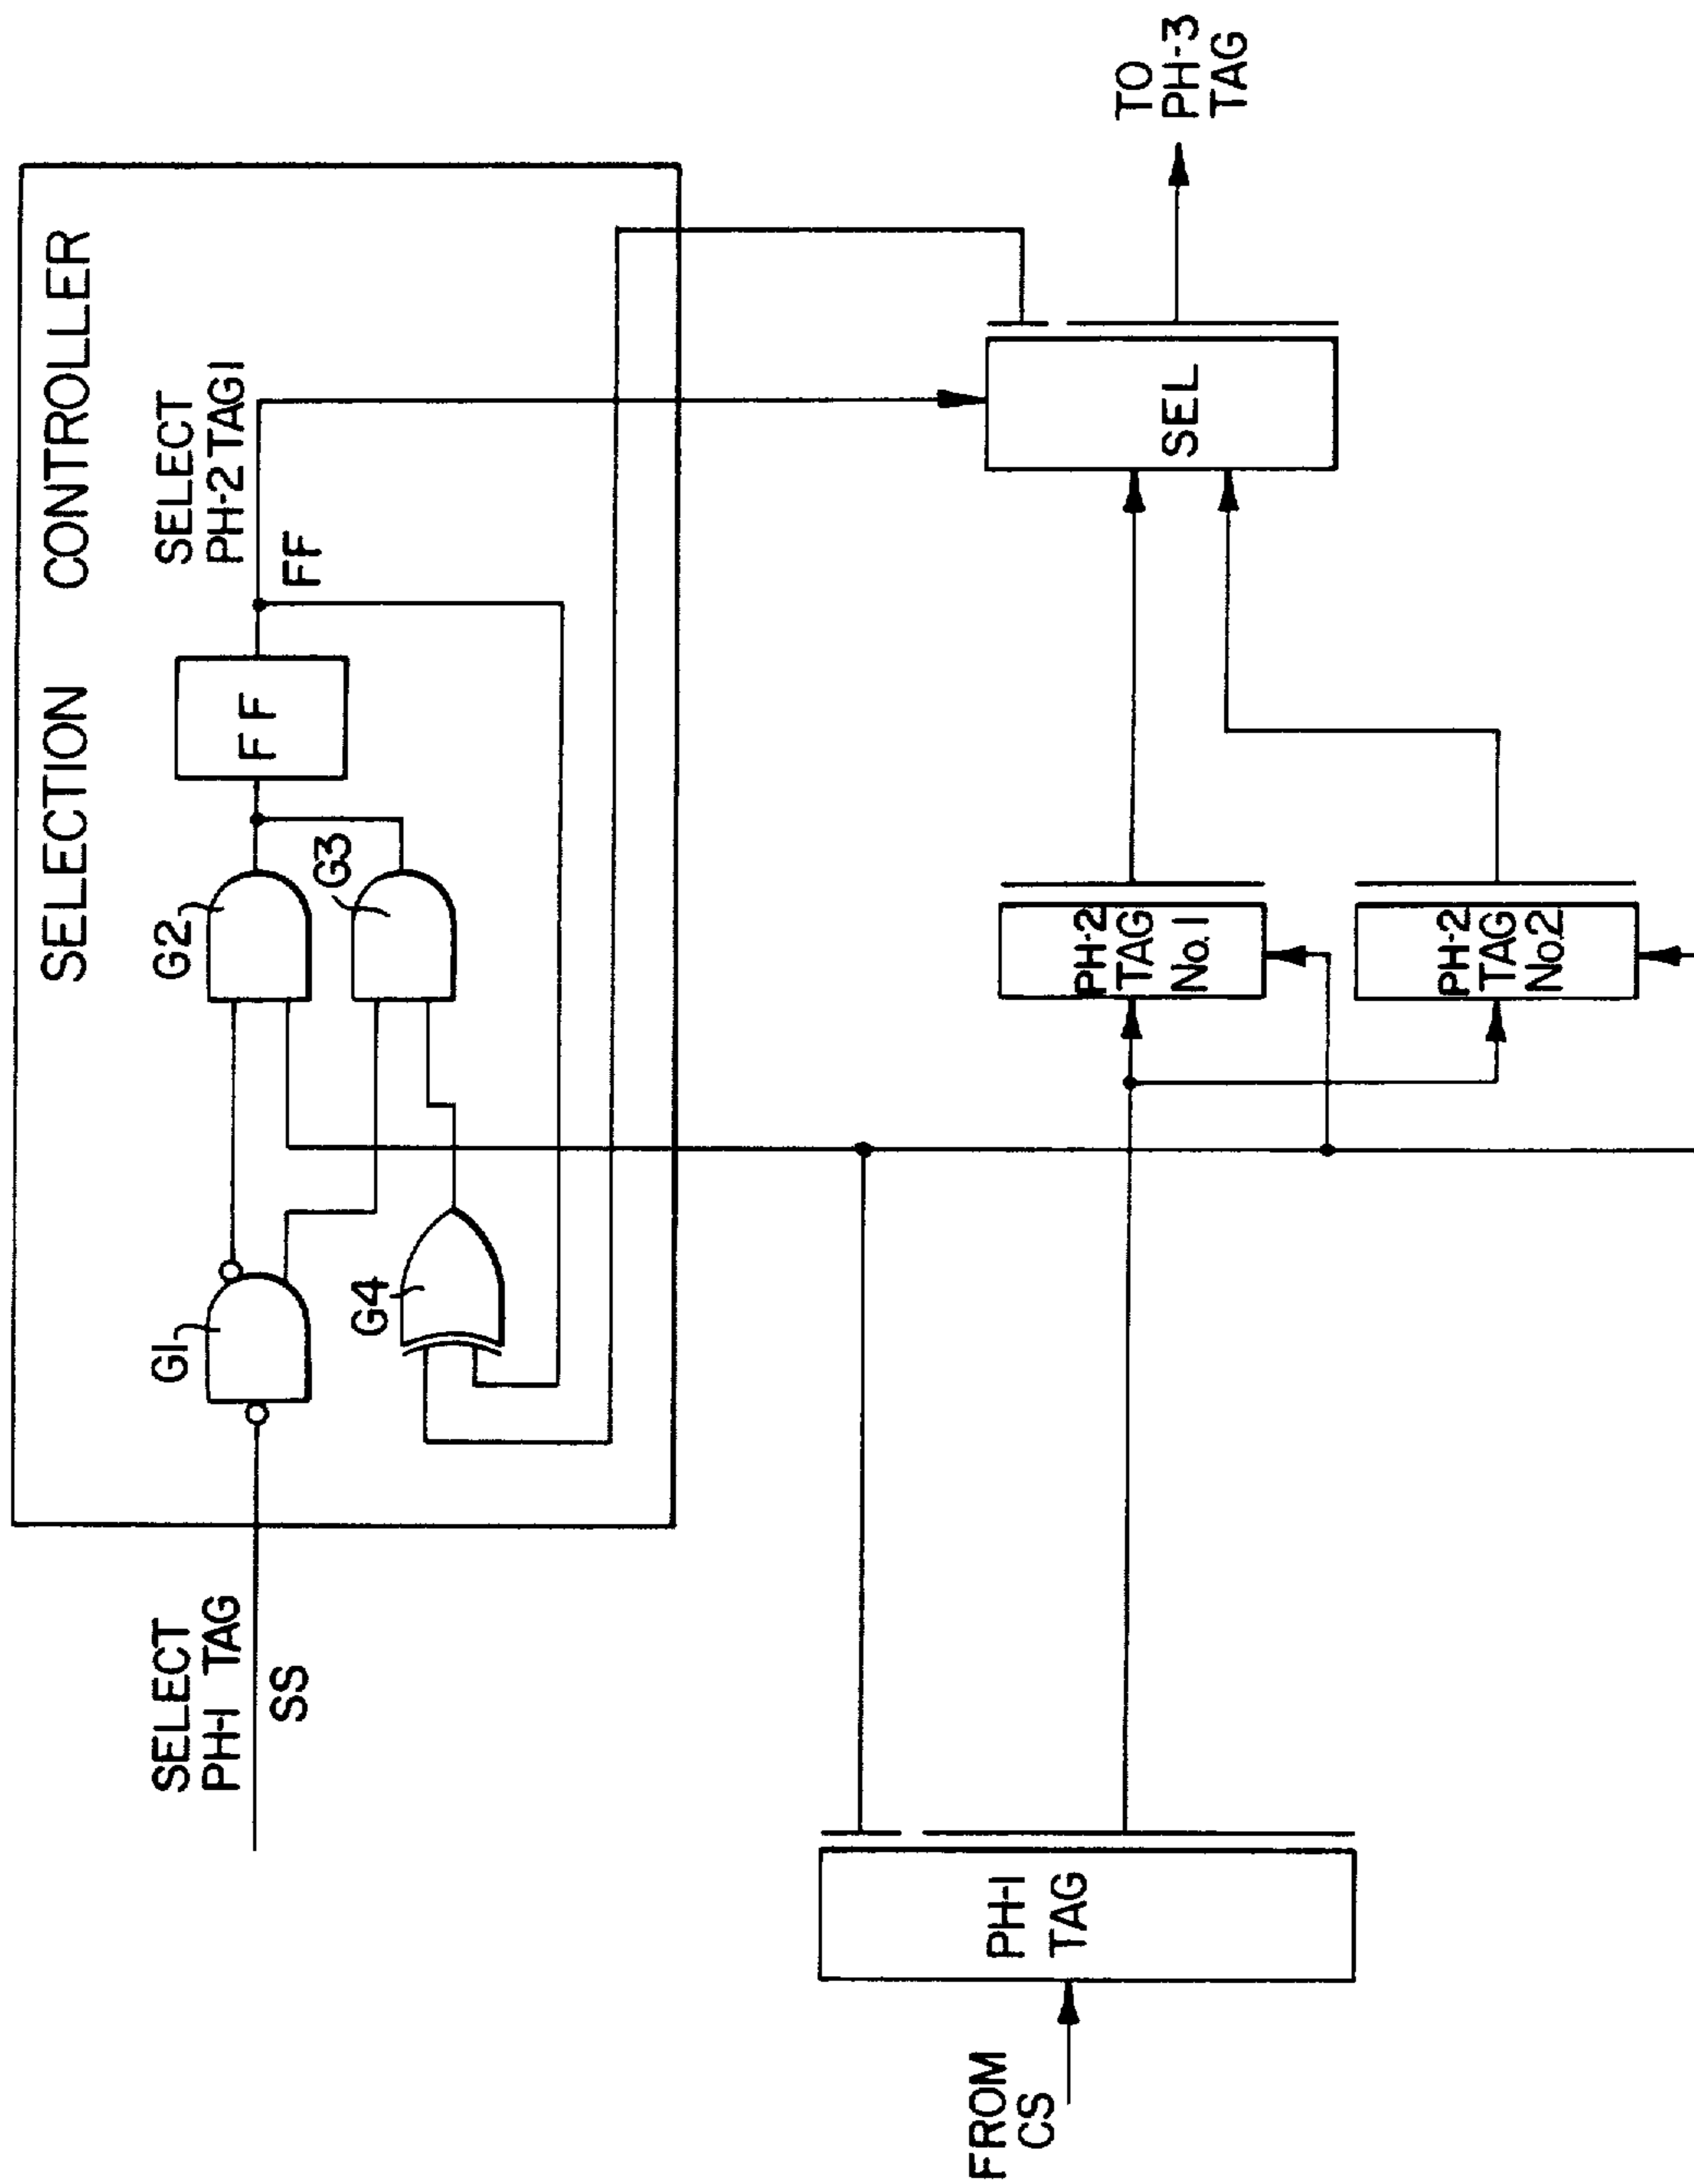 SELECTION CONTROLLER
SELECT
PH-1 TAG
SS
G1
G2
G3
G4
FF
SELECT
PH-2 TAG1
FF
FROM
CS
PH-1
TAG
PH-2
TAG
No.1
PH-2
TAG
No.2
SEL
TO
PH-3
TAG